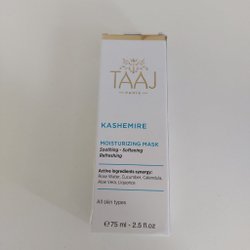 TAAJ
PARIS
KASHEMIRE
MOISTURIZING MASK
Soothing - Softening
Refreshing
Active ingredients synergy:
Rose Water, Cucumber, Calendula,
Aloe Vera, Liquorice
All skin types
℮ 75 ml - 2.5 fl.oz